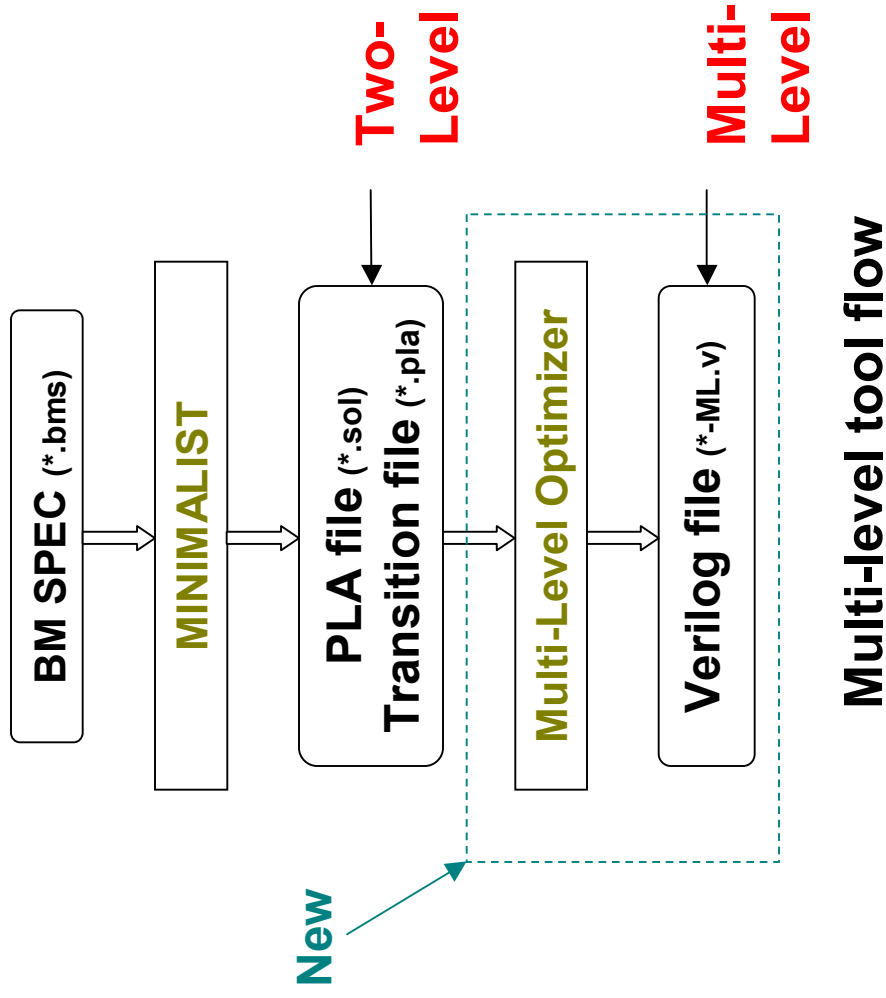 BM SPEC (*.bms)
MINIMALIST
PLA file (*.sol)
Transition file (*.pla)
Two-
Level
New
Multi-Level Optimizer
Verilog file (*-ML.v)
Multi-
Level
Multi-level tool flow